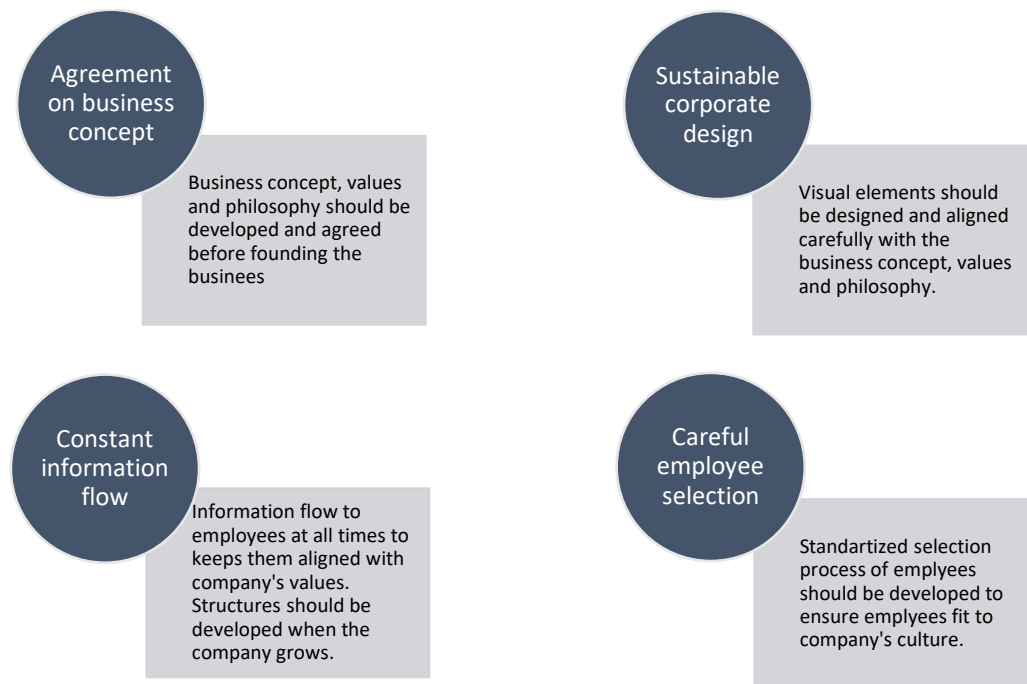 Agreement
on business
concept
Business concept, values
and philosophy should be
developed and agreed
before founding the
businees
Sustainable
corporate
design
Visual elements should
be designed and aligned
carefully with the
business concept, values
and philosophy.
Constant
information
flow
Information flow to
employees at all times to
keeps them aligned with
company's values.
Structures should be
developed when the
company grows.
Careful
employee
selection
Standartized selection
process of emplyees
should be developed to
ensure emplyees fit to
company's culture.